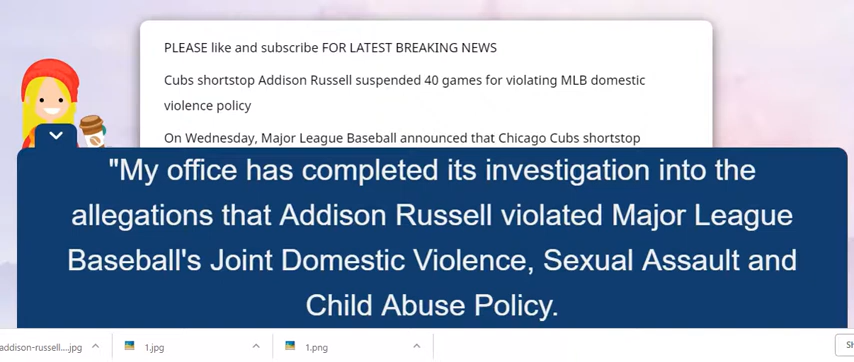 PLEASE like and subscribe FOR LATEST BREAKING NEWS
Cubs shortstop Addison Russell suspended 40 games for violating MLB domestic
violence policy
On Wednesday, Major League Baseball announced that Chicago Cubs shortstop
"My office has completed its investigation into the
allegations that Addison Russell violated Major League
Baseball's Joint Domestic Violence, Sexual Assault and
Child Abuse Policy.
addison-russell....jpg
1.jpg
1.png